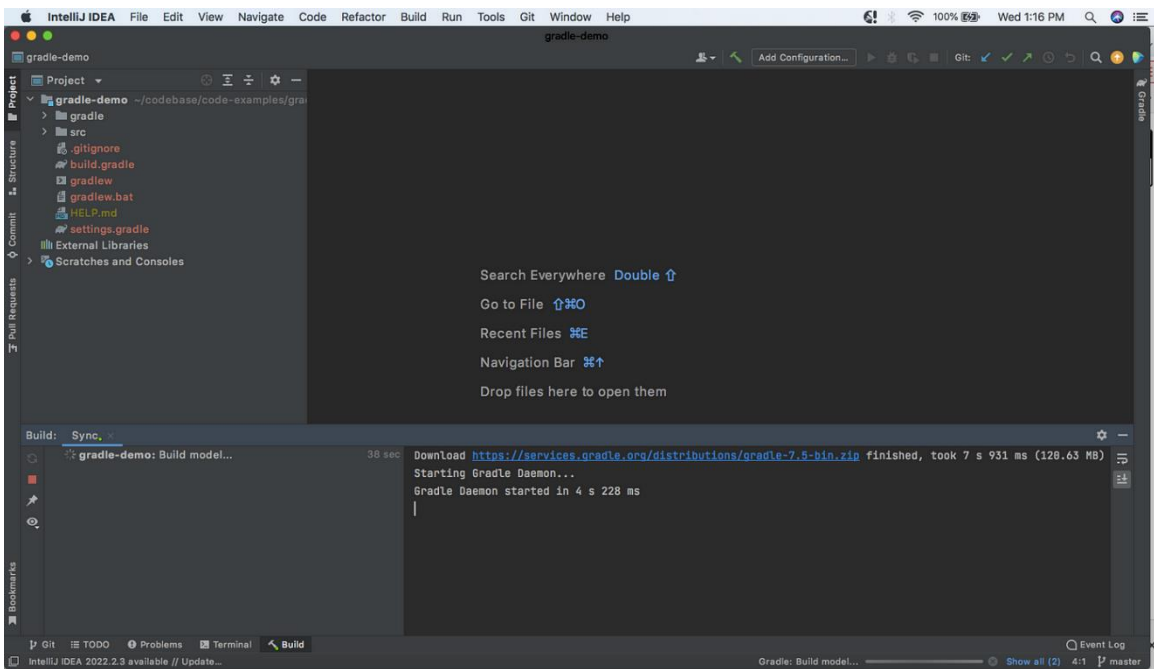 IntelliJ IDEA File Edit View Navigate Code Refactor Build Run Tools Git Window Help 100% Wed 1:16 PM
gradle-demo
gradle-demo Add Configuration... Git:
Project
gradle-demo ~/codebase/code-examples/gra
gradle
src
.gitignore
build.gradle
gradlew
gradlew.bat
HELP.md
settings.gradle
External Libraries
Scratches and Consoles
Project
Structure
Commit
Pull Requests
Bookmarks
Gradle
Search Everywhere Double ⇧
Go to File ⇧⌘O
Recent Files ⌘E
Navigation Bar ⌘↑
Drop files here to open them
Build: Sync
gradle-demo: Build model... 38 sec
Download https://services.gradle.org/distributions/gradle-7.5-bin.zip finished, took 7 s 931 ms (120.63 MB)
Starting Gradle Daemon...
Gradle Daemon started in 4 s 228 ms
Git TODO Problems Terminal Build Event Log
IntelliJ IDEA 2022.2.3 available // Update... Gradle: Build model... Show all (2) 4:1 master